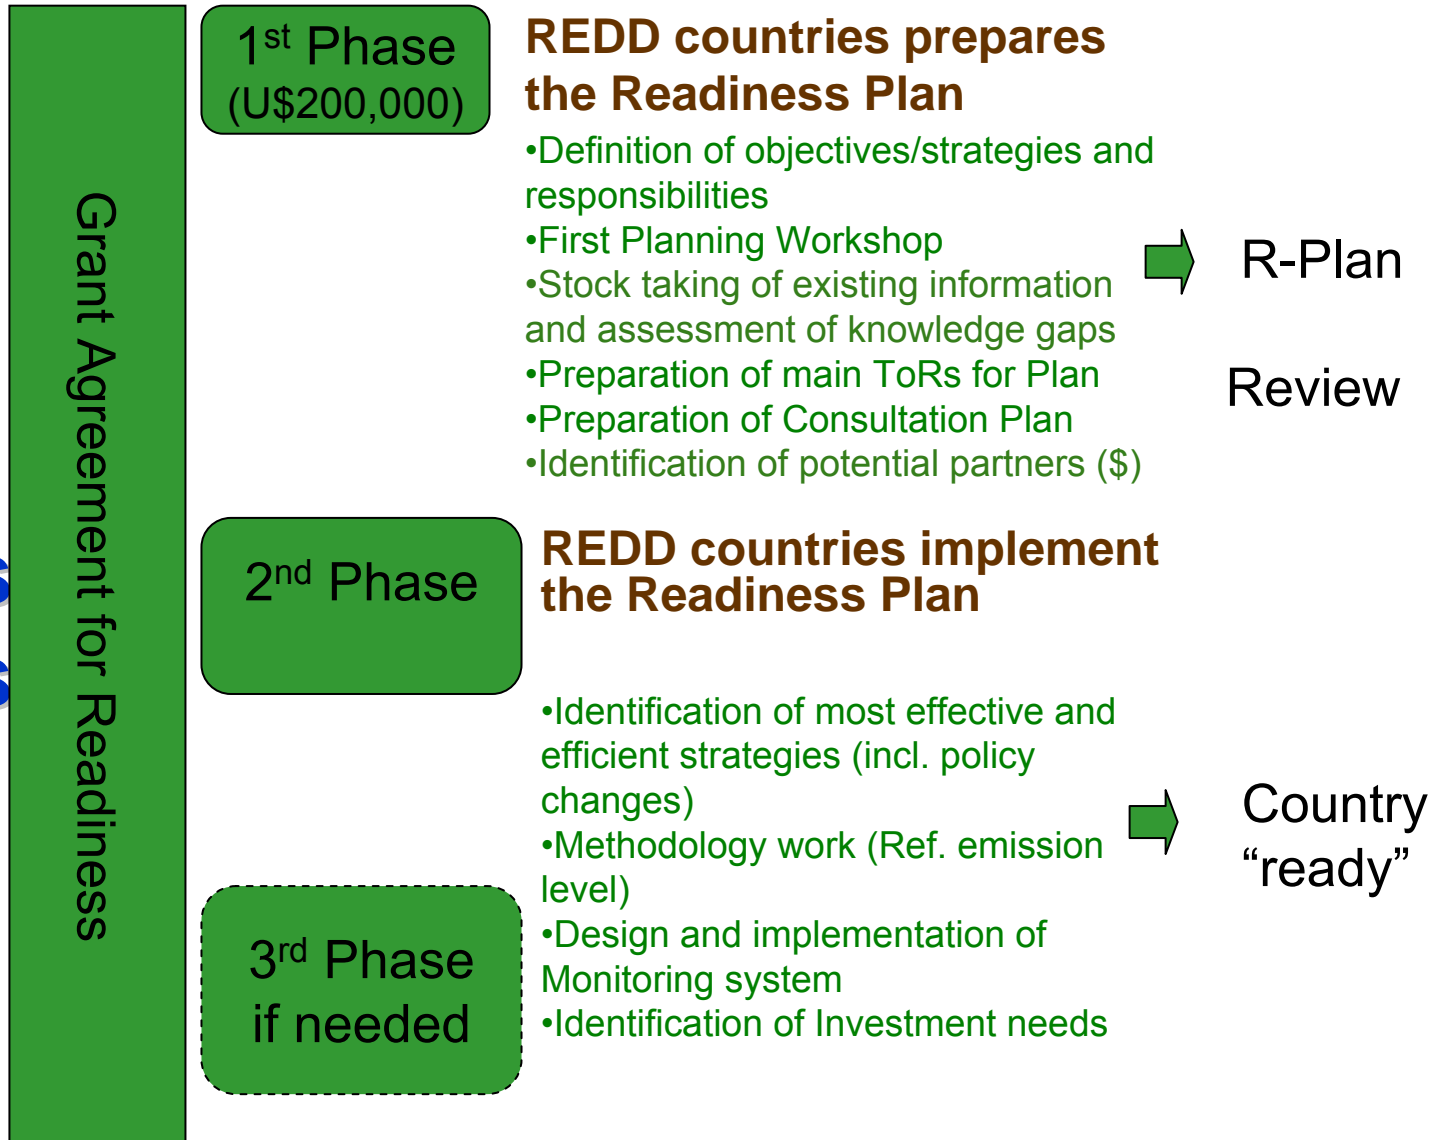 Grant Agreement for Readiness
1st Phase
(U$200,000)
REDD countries prepares
the Readiness Plan
•Definition of objectives/strategies and
responsibilities
•First Planning Workshop
•Stock taking of existing information
and assessment of knowledge gaps
•Preparation of main ToRs for Plan
•Preparation of Consultation Plan
•Identification of potential partners ($)
R-Plan
Review
2nd Phase
REDD countries implement
the Readiness Plan
•Identification of most effective and
efficient strategies (incl. policy
changes)
•Methodology work (Ref. emission
level)
•Design and implementation of
Monitoring system
•Identification of Investment needs
Country
“ready”
3rd Phase
if needed